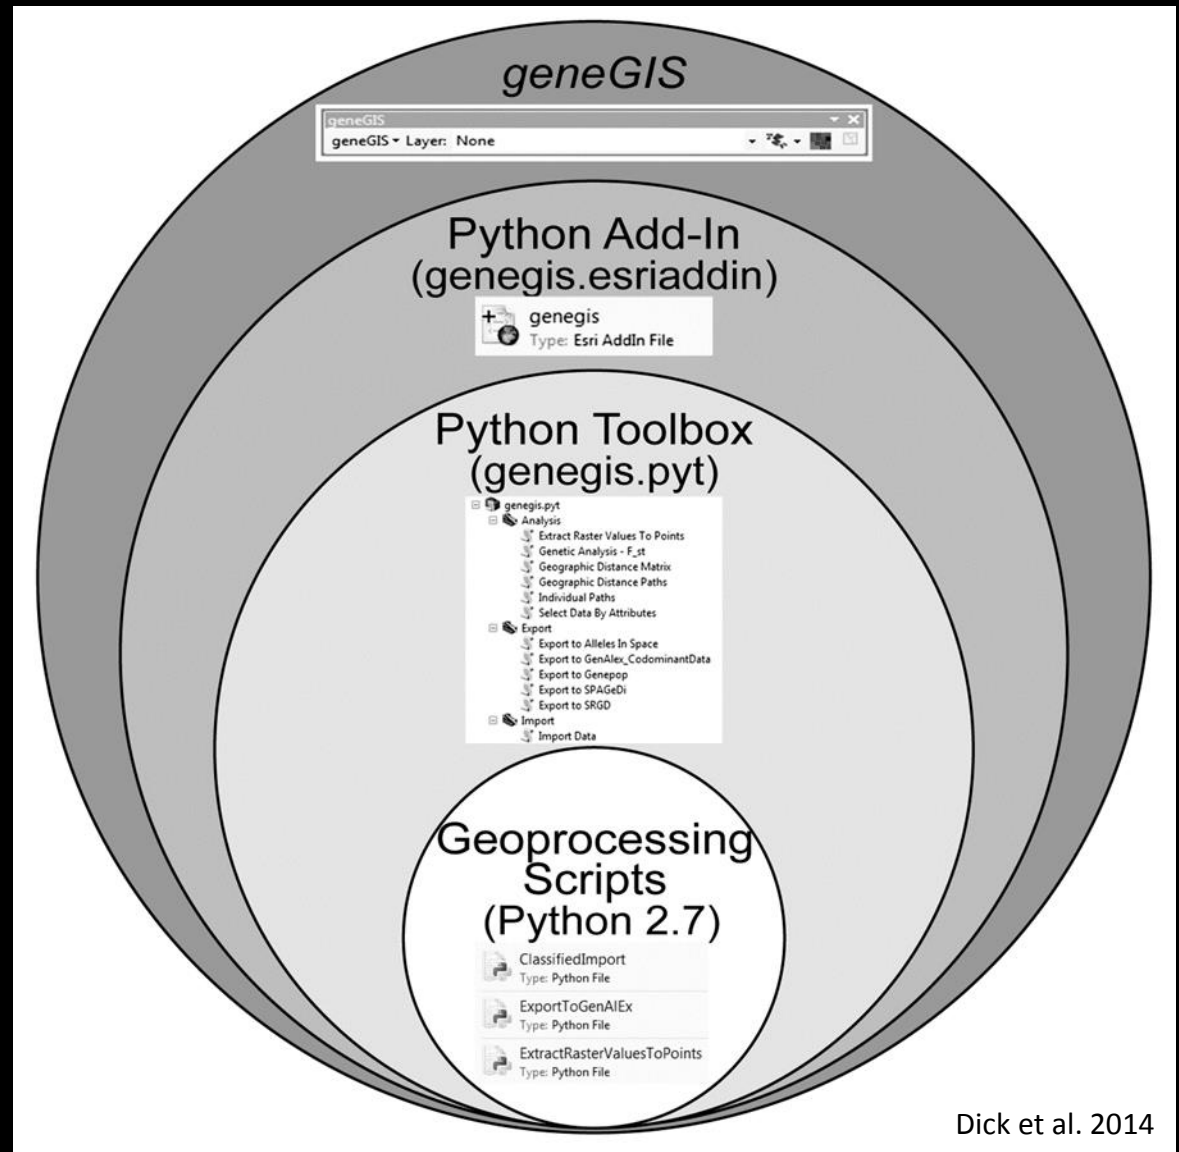 geneGIS
geneGIS
geneGIS Layer: None
Python Add-In
(genegis.esriaddin)
genegis
Type: Esri AddIn File
Python Toolbox
(genegis.pyt)
genegis.pyt
Analysis
Extract Raster Values To Points
Genetic Analysis - F_st
Geographic Distance Matrix
Geographic Distance Paths
Individual Paths
Select Data By Attributes
Export
Export to Alleles In Space
Export to GenAlex_CodominantData
Export to Genepop
Export to SPAGeDi
Export to SRGD
Import
Import Data
Geoprocessing
Scripts
(Python 2.7)
ClassifiedImport
Type: Python File
ExportToGenAlEx
Type: Python File
ExtractRasterValuesToPoints
Type: Python File
Dick et al. 2014